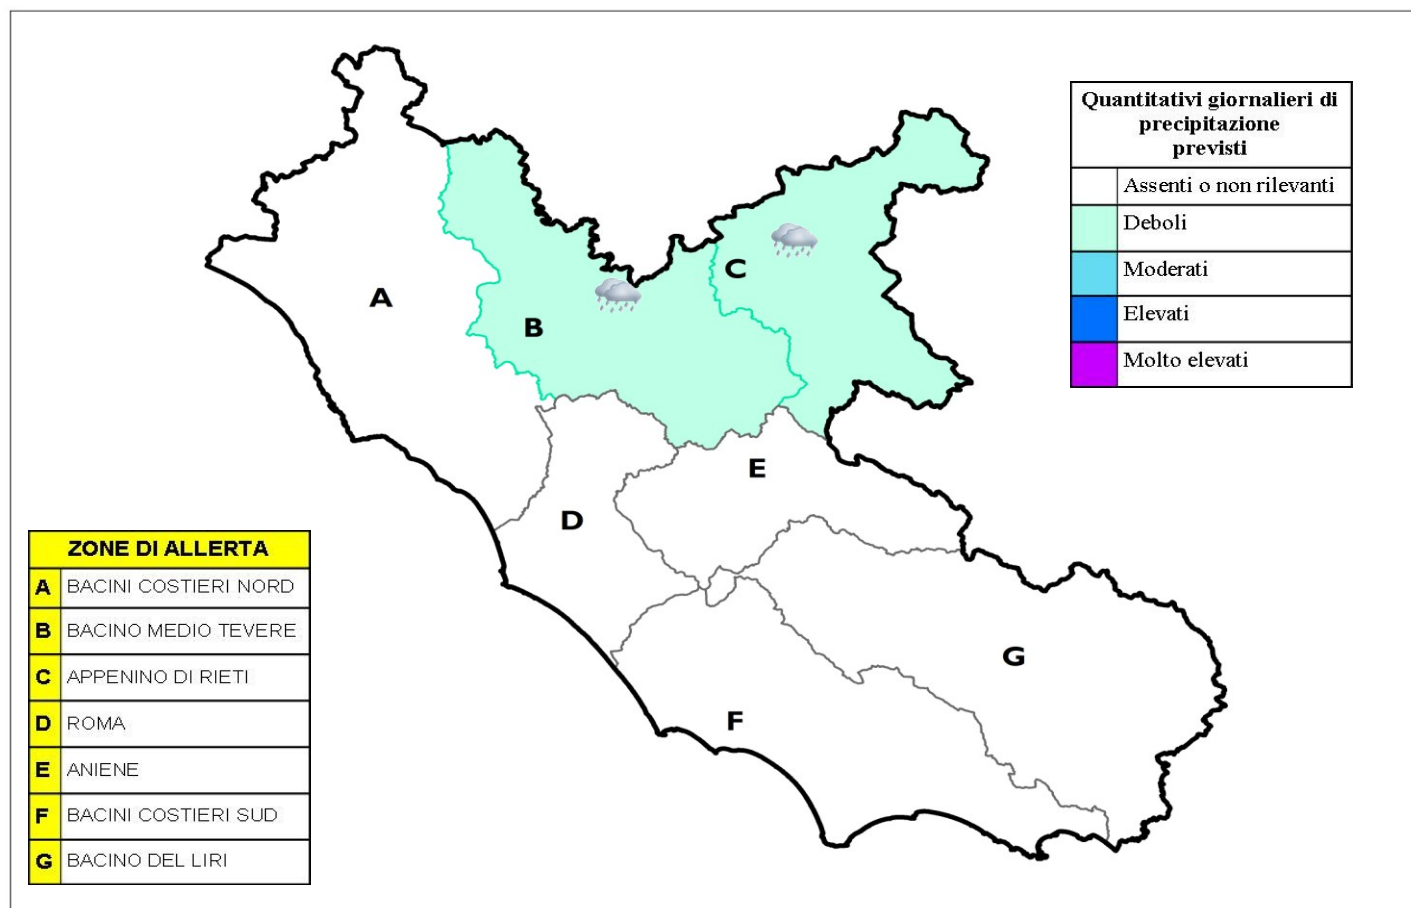 Quantitativi giornalieri di
precipitazione
previsti
Assenti o non rilevanti
Deboli
Moderati
Elevati
Molto elevati
A
B
C
D
E
F
G
ZONE DI ALLERTA
A BACINI COSTIERI NORD
B BACINO MEDIO TEVERE
C APPENINO DI RIETI
D ROMA
E ANIENE
F BACINI COSTIERI SUD
G BACINO DEL LIRI